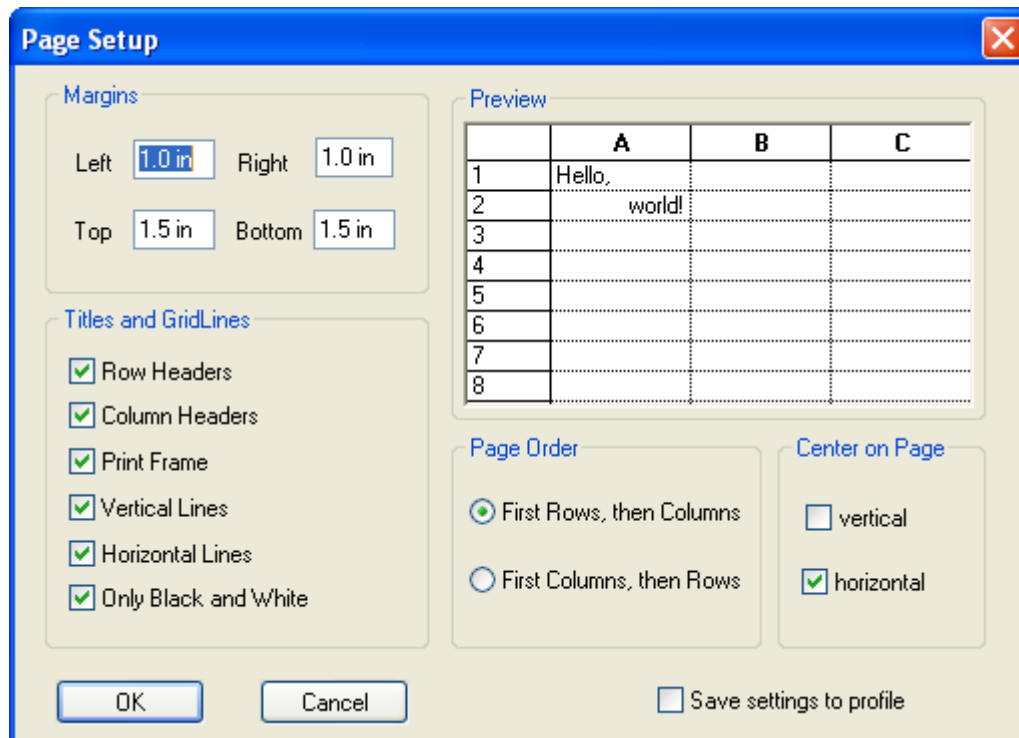 Page Setup
Margins
Left 1.0 in Right 1.0 in
Top 1.5 in Bottom 1.5 in
Titles and GridLines
Row Headers
Column Headers
Print Frame
Vertical Lines
Horizontal Lines
Only Black and White
Preview
A B C
1 Hello,
2 world!
3
4
5
6
7
8
Page Order
First Rows, then Columns
First Columns, then Rows
Center on Page
vertical
horizontal
OK Cancel Save settings to profile